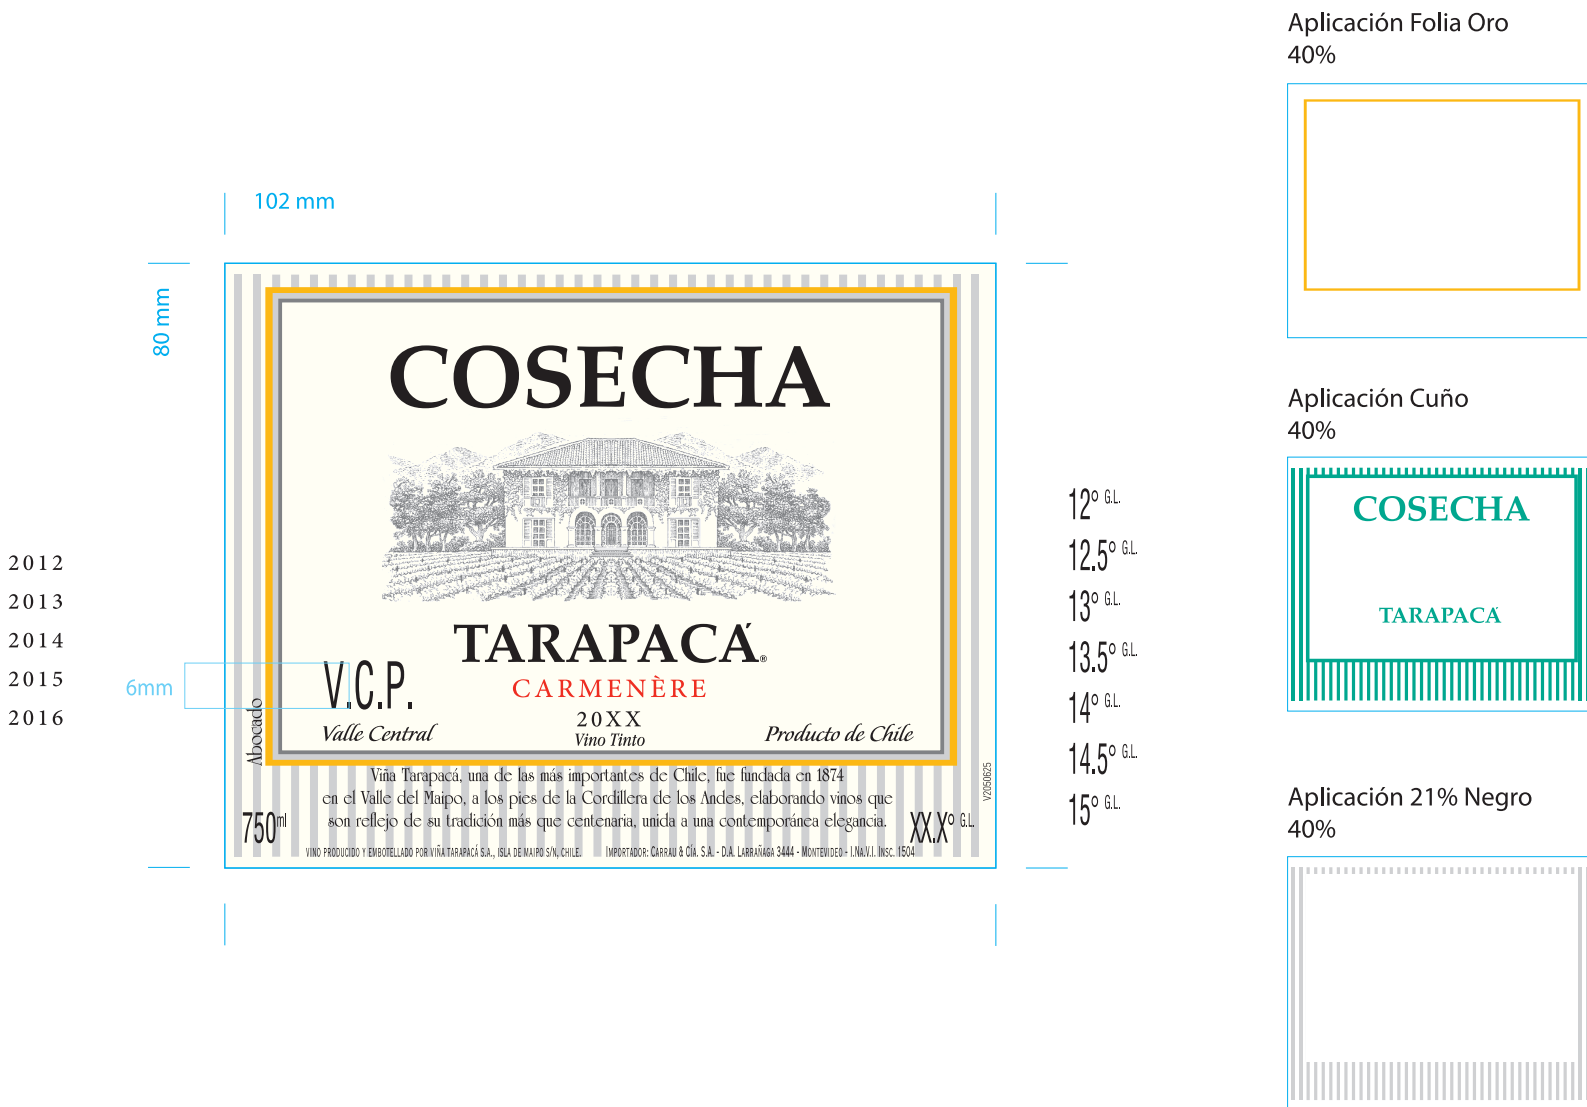 Aplicación Folia Oro
40%
102 mm
80 mm
COSECHA
TARAPACÁ®
V.C.P.
CARMENÈRE
20XX
Valle Central
Vino Tinto
Producto de Chile
Abocado
Viña Tarapacá, una de las más importantes de Chile, fue fundada en 1874
en el Valle del Maipo, a los pies de la Cordillera de los Andes, elaborando vinos que
son reflejo de su tradición más que centenaria, unida a una contemporánea elegancia.
750ml
XX.X° G.L.
V2050625
VINO PRODUCIDO Y EMBOTELLADO POR VIÑA TARAPACÁ S.A., ISLA DE MAIPO S/N, CHILE.
IMPORTADOR: CARRAU & CÍA. S.A. - D.A. LARRAÑAGA 3444 - MONTEVIDEO - I.NA.V.I. INSC. 1504
2012
2013
2014
2015
2016
6mm
12° G.L.
12.5° G.L.
13° G.L.
13.5° G.L.
14° G.L.
14.5° G.L.
15° G.L.
Aplicación Cuño
40%
COSECHA
TARAPACÁ
Aplicación 21% Negro
40%